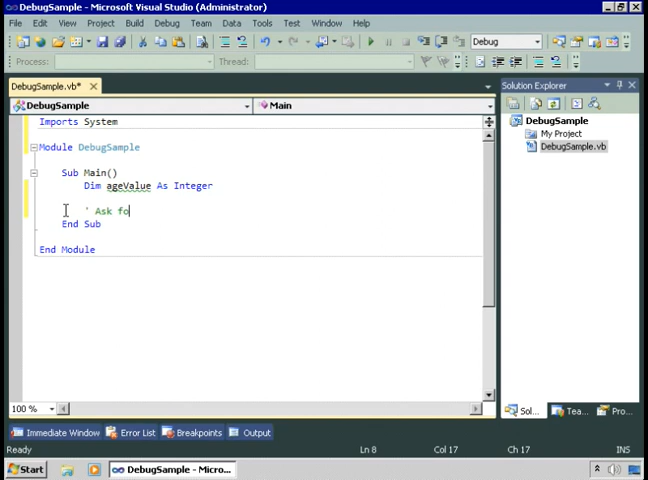 DebugSample - Microsoft Visual Studio (Administrator)
File Edit View Project Build Debug Data Tools Test Window Help
Debug
Process: Thread:
DebugSample.vb* Solution Explorer
DebugSample Main
Imports System
Module DebugSample
Sub Main()
Dim ageValue As Integer
' Ask fo
End Sub
End Module
DebugSample
My Project
DebugSample.vb
100 %
Sol... Tea... Pro...
Immediate Window Error List Breakpoints Output
Ready Ln 8 Col 17 Ch 17 INS
Start DebugSample - Micro...